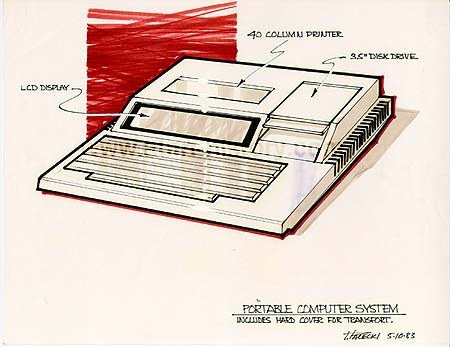 40 COLUMN PRINTER
3.5" DISK DRIVE
LCD DISPLAY
PORTABLE COMPUTER SYSTEM
INCLUDES HARD COVER FOR TRANSPORT.
5-10-83